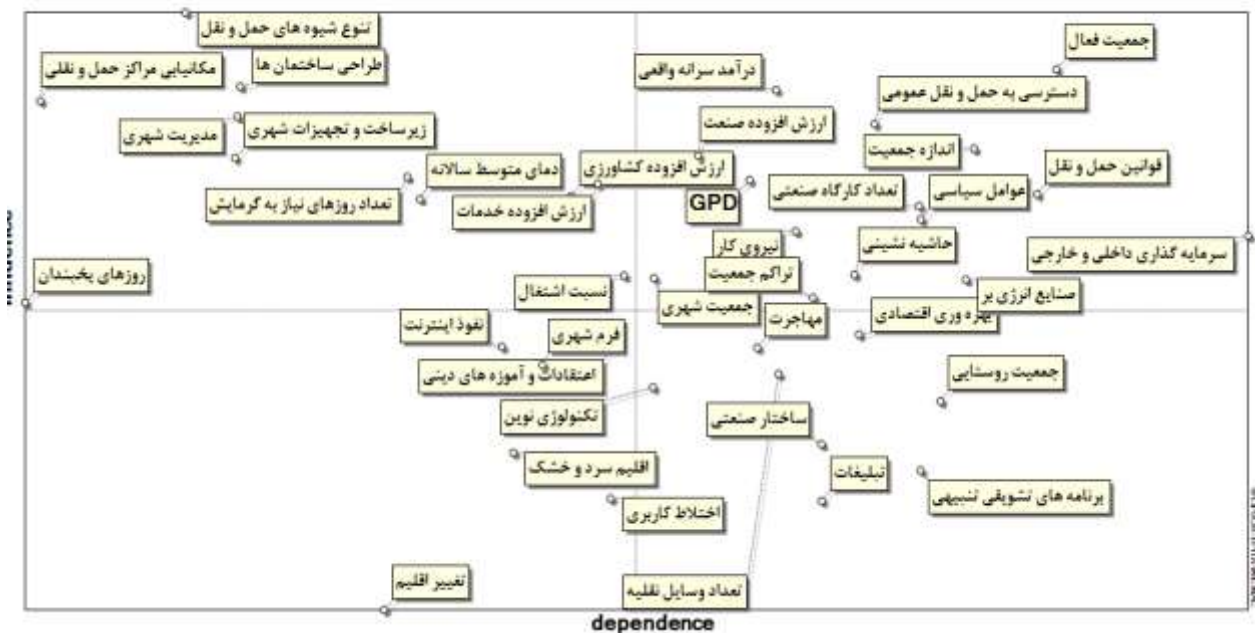 تنوع شیوه های حمل و نقل
جمعیت فعال
مکانیابی مراکز حمل و نقلی
طراحی ساختمان ها
درآمد سرانه واقعی
دسترسی به حمل و نقل عمومی
مدیریت شهری
زیرساخت و تجهیزات شهری
ارزش افزوده صنعت
اندازه جمعیت
دمای متوسط سالانه
ارزش افزوده کشاورزی
قوانین حمل و نقل
تعداد روزهای نیاز به گرمایش
ارزش افزوده خدمات
GPD
تعداد کارگاه صنعتی
عوامل سیاسی
نیروی کار
حاشیه نشینی
سرمایه گذاری داخلی و خارجی
روزهای یخبندان
تراکم جمعیت
نسبت اشتغال
جمعیت شهری
صنایع انرژی بر
نفوذ اینترنت
فرم شهری
مهاجرت
بهره وری اقتصادی
اعتقادات و آموزه های دینی
جمعیت روستایی
تکنولوژی نوین
ساختار صنعتی
اقلیم سرد و خشک
تبلیغات
اختلاط کاربری
برنامه های تشویقی تنبیهی
تغییر اقلیم
تعداد وسایل نقلیه
dependence